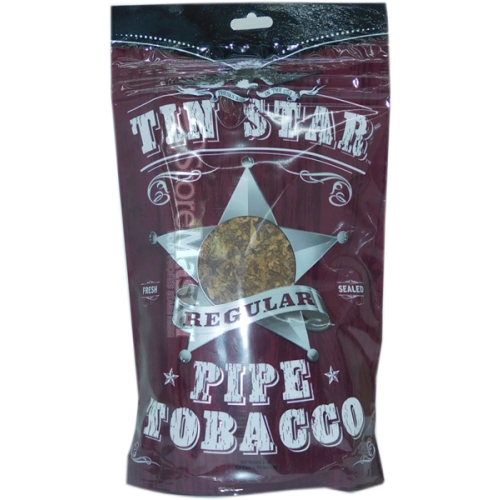 TIN STAR
FRESH
SEALED
REGULAR
PIPE
TOBACCO